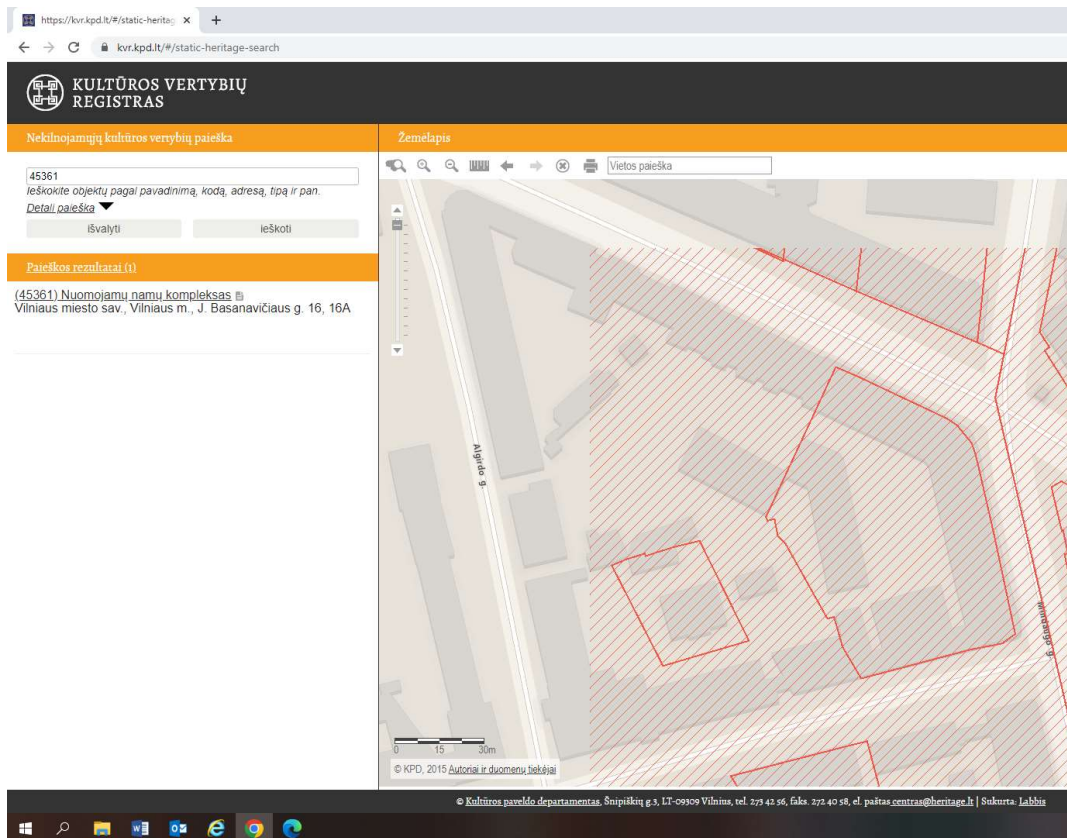 https://kvr.kpd.lt/#/static-heritag
kvr.kpd.lt/#/static-heritage-search
KULTŪROS VERTYBIŲ
REGISTRAS
Nekilnojamųjų kultūros vertybių paieška
Žemėlapis
45361
Vietos paieška
Ieškokite objektų pagal pavadinimą, kodą, adresą, tipą ir pan.
Detali paieška
išvalyti
ieškoti
Paieškos rezultatai (1)
(45361) Nuomojamų namų kompleksas
Vilniaus miesto sav., Vilniaus m., J. Basanavičiaus g. 16, 16A
Algirdo g.
Mindaugo g.
0 15 30m
© KPD, 2015 Autoriai ir duomenų tiekėjai
© Kultūros paveldo departamentas, Šnipiškių g.3, LT-09309 Vilnius, tel. 273 42 56, faks. 272 40 58, el. paštas centras@heritage.lt | Sukurta: Labbis